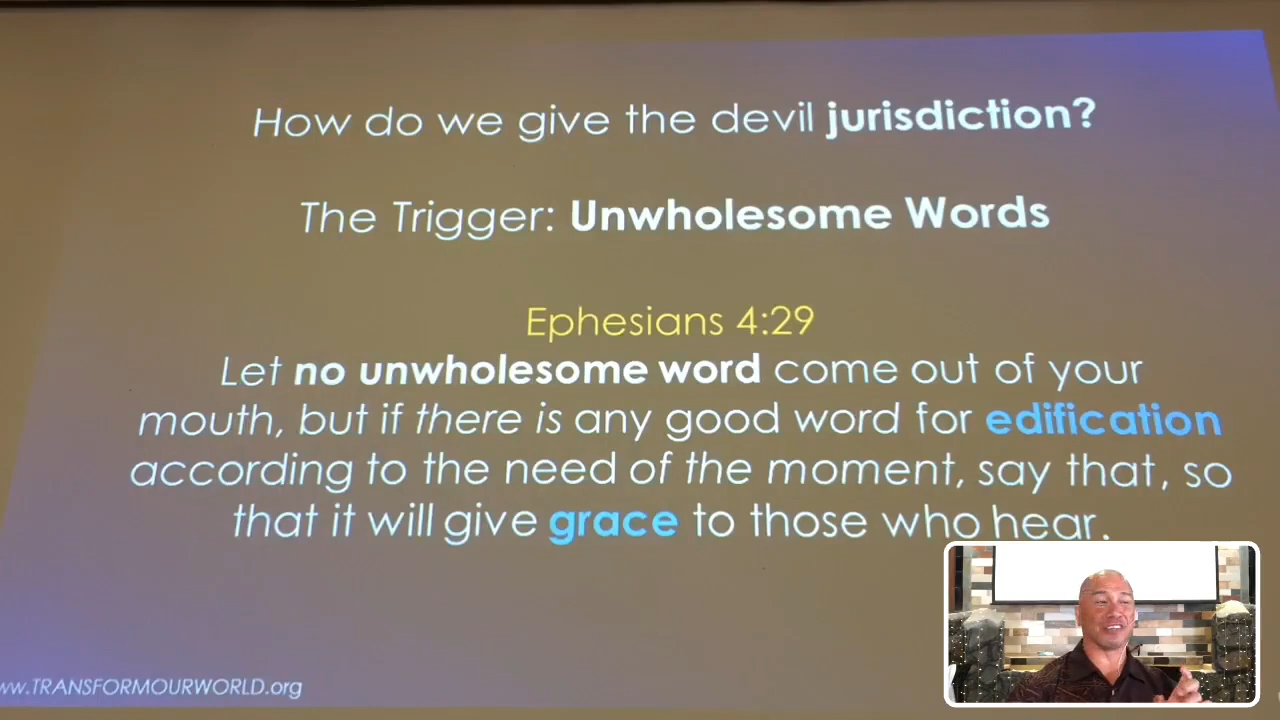 How do we give the devil jurisdiction?
The Trigger: Unwholesome Words
Ephesians 4:29
Let no unwholesome word come out of your
mouth, but if there is any good word for edification
according to the need of the moment, say that, so
that it will give grace to those who hear.
ww.TRANSFORMOURWORLD.org